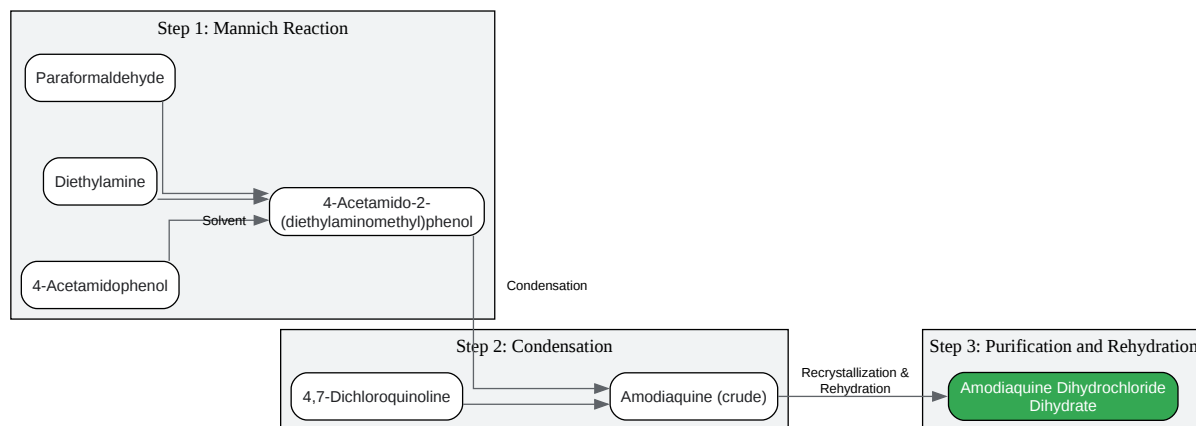 Step 1: Mannich Reaction
Paraformaldehyde
Diethylamine
4-Acetamido-2-
(diethylaminomethyl)phenol
Solvent
4-Acetamidophenol
Condensation
Step 2: Condensation
4,7-Dichloroquinoline
Amodiaquine (crude)
Recrystallization &
Rehydration
Step 3: Purification and Rehydration
Amodiaquine Dihydrochloride
Dihydrate